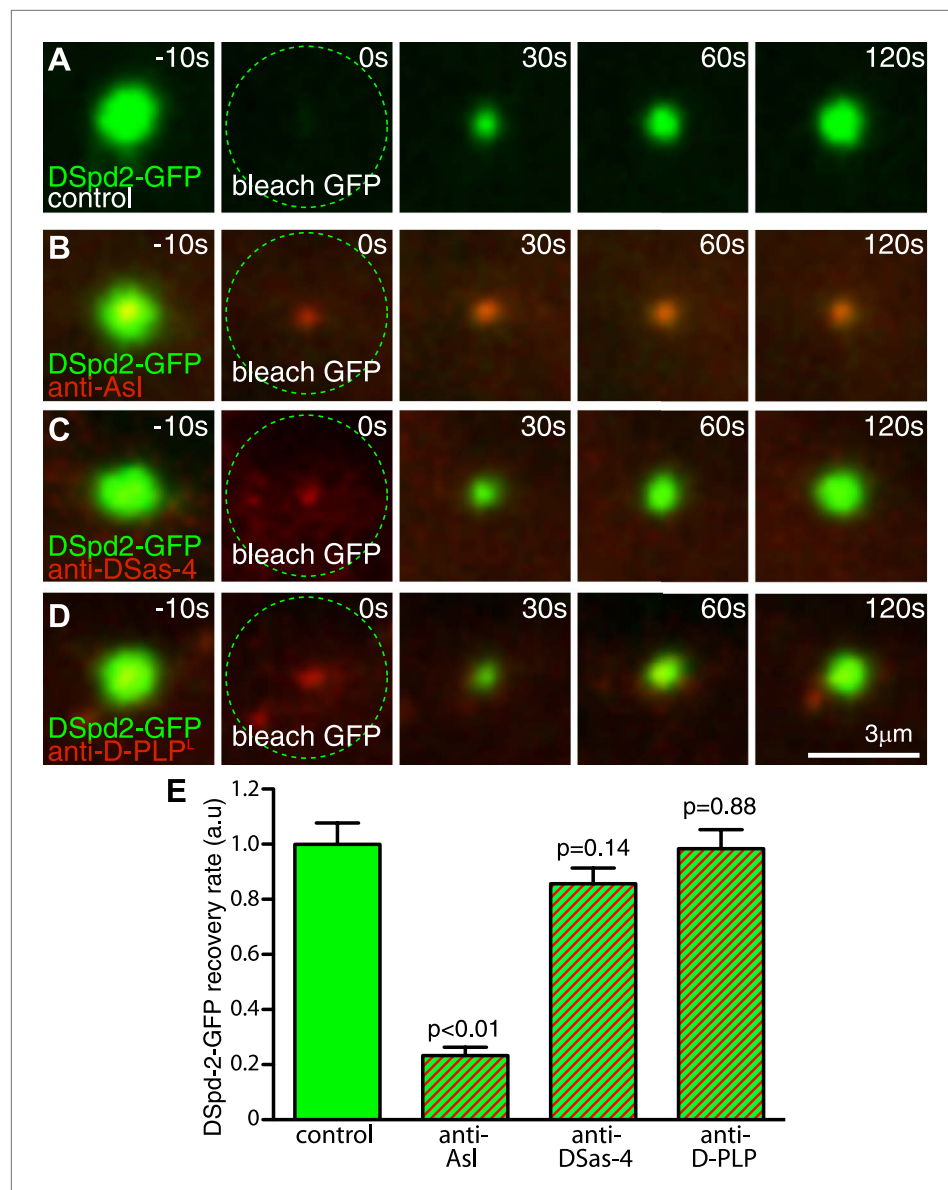 A
-10s
0s
30s
60s
120s
DSpd2-GFP
control
bleach GFP
B
-10s
0s
30s
60s
120s
DSpd2-GFP
anti-Asl
bleach GFP
C
-10s
0s
30s
60s
120s
DSpd2-GFP
anti-DSas-4
bleach GFP
D
-10s
0s
30s
60s
120s
DSpd2-GFP
anti-D-PLPᴸ
bleach GFP
3µm
E
DSpd-2-GFP recovery rate (a.u)
1.2
1.0
0.8
0.6
0.4
0.2
0
p<0.01
p=0.14
p=0.88
control
anti-
Asl
anti-
DSas-4
anti-
D-PLP